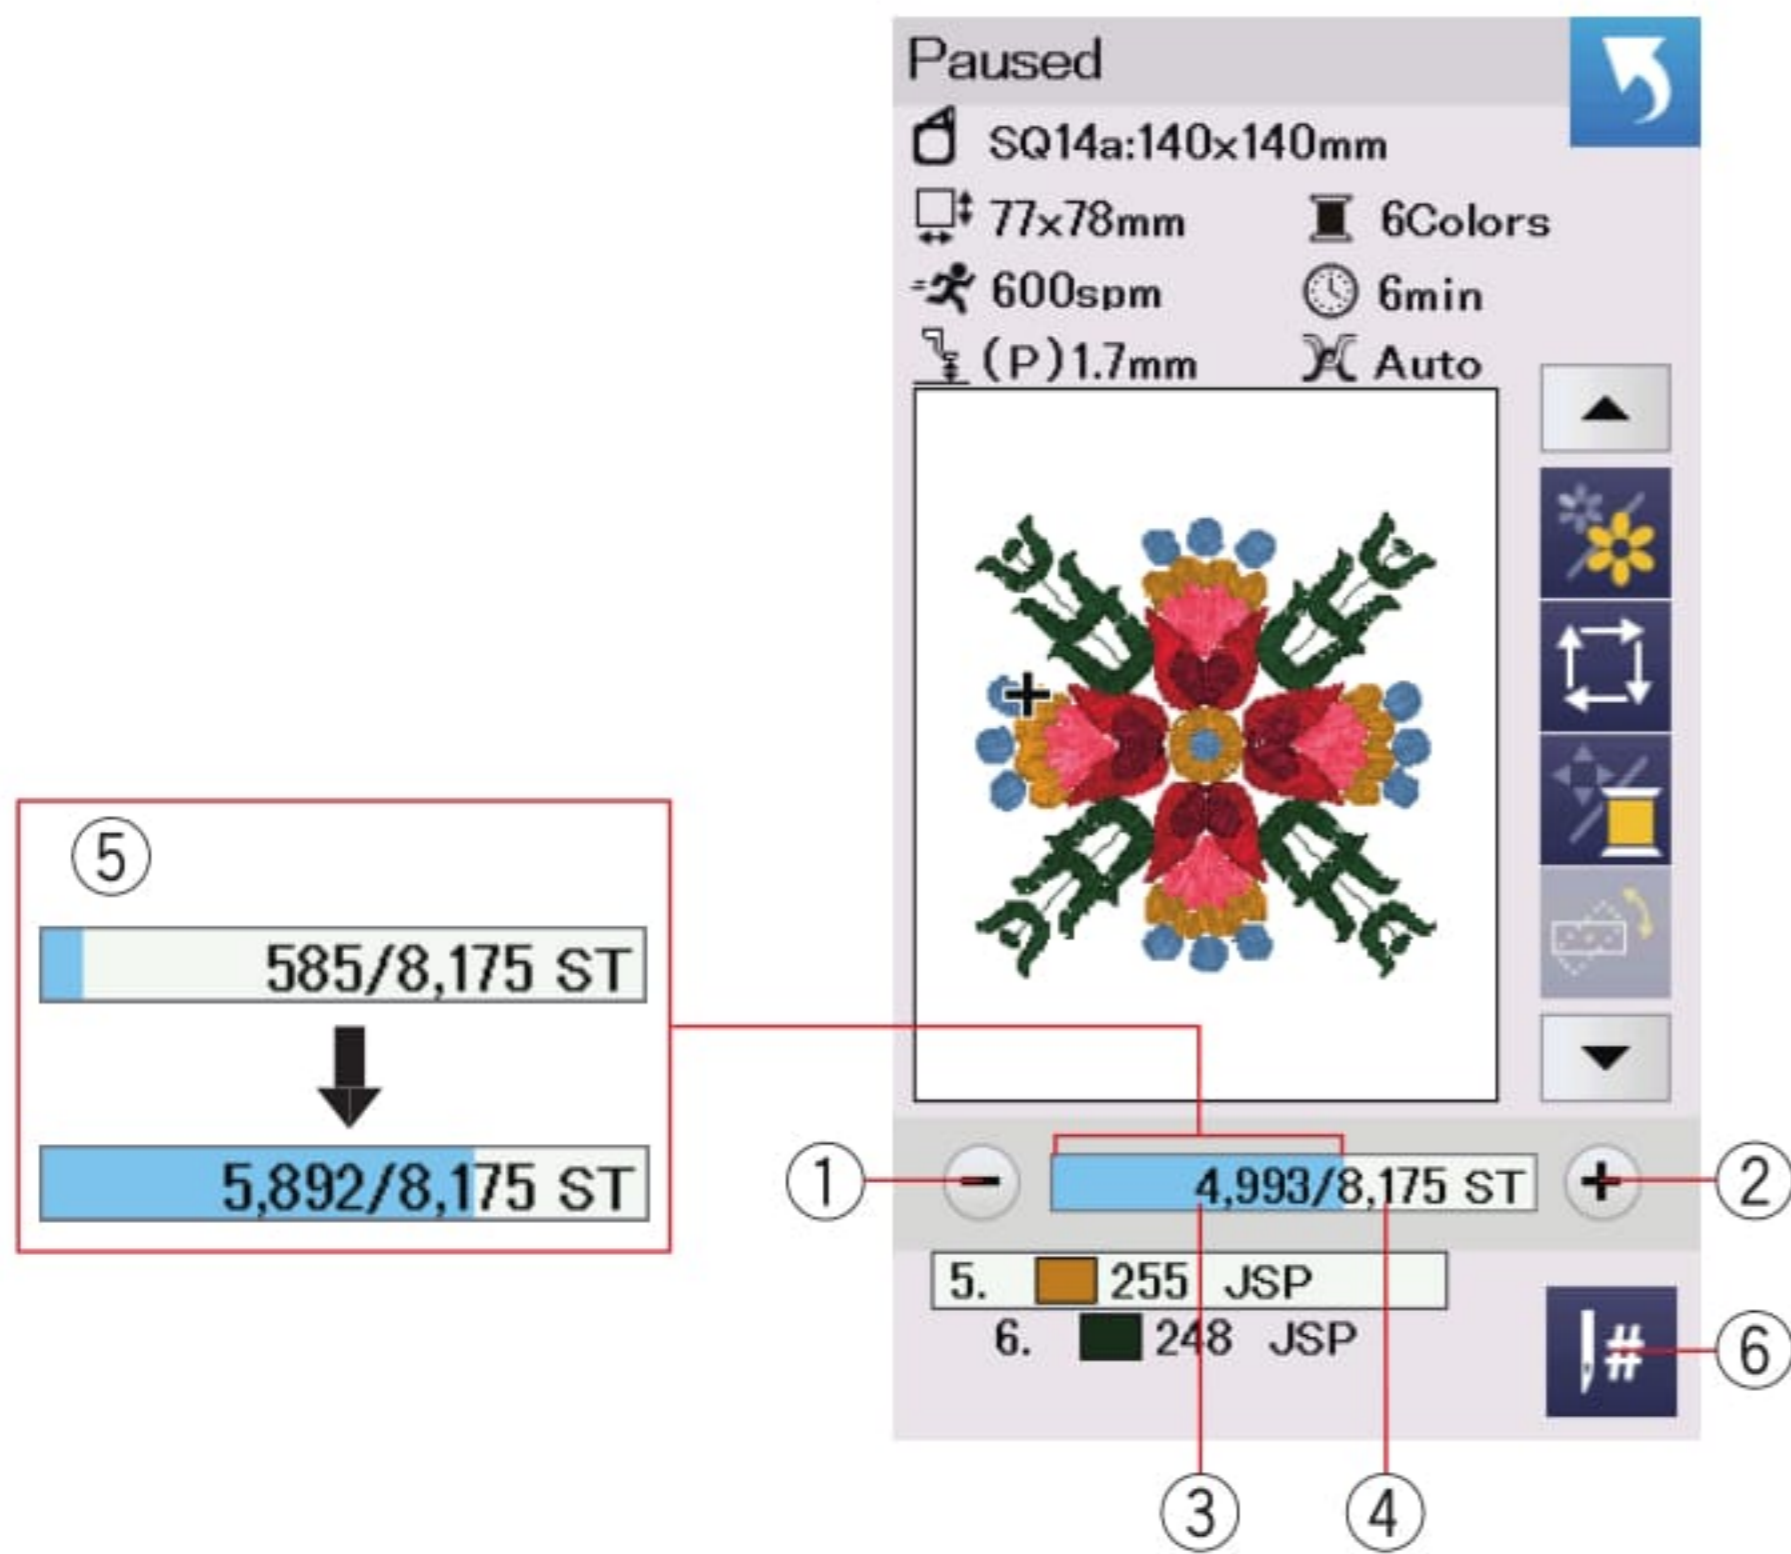 Paused
SQ14a:140x140mm
77x78mm 6Colors
600spm 6min
(P)1.7mm Auto
5
585/8,175 ST
5,892/8,175 ST
1 − 4,993/8,175 ST + 2
5. 255 JSP
6. 248 JSP
# 6
3 4